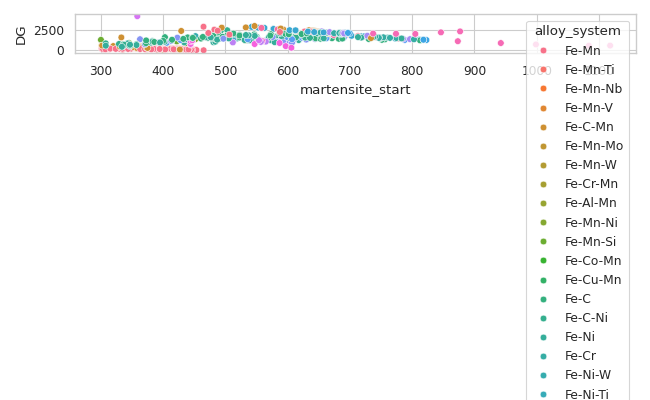 DG
2500
0
300
400
500
600
700
800
900
martensite_start
alloy_system
Fe-Mn
Fe-Mn-Ti
Fe-Mn-Nb
Fe-Mn-V
Fe-C-Mn
Fe-Mn-Mo
Fe-Mn-W
Fe-Cr-Mn
Fe-Al-Mn
Fe-Mn-Ni
Fe-Mn-Si
Fe-Co-Mn
Fe-Cu-Mn
Fe-C
Fe-C-Ni
Fe-Ni
Fe-Cr
Fe-Ni-W
Fe-Ni-Ti